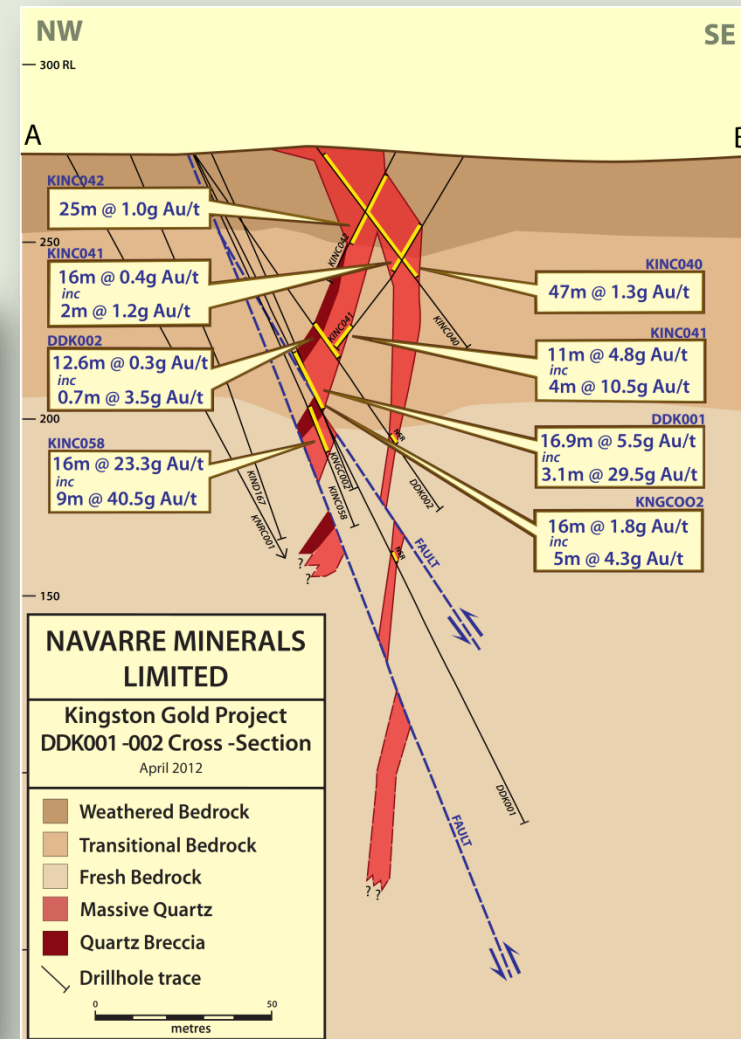 NW
SE
300 RL
A
E
KINC042
25m @ 1.0g Au/t
250
KINC041
16m @ 0.4g Au/t
inc
2m @ 1.2g Au/t
DDK002
12.6m @ 0.3g Au/t
inc
0.7m @ 3.5g Au/t
200
KINC058
16m @ 23.3g Au/t
inc
9m @ 40.5g Au/t
KINC040
47m @ 1.3g Au/t
KINC041
11m @ 4.8g Au/t
inc
4m @ 10.5g Au/t
DDK001
16.9m @ 5.5g Au/t
inc
3.1m @ 29.5g Au/t
KNGCOO2
16m @ 1.8g Au/t
inc
5m @ 4.3g Au/t
KINC042
KINC041
KINC040
NSR
DDK002
KNGC002
KINC058
KIND167
KNRC001
NSR
FAULT
?
?
150
DDK001
FAULT
? ?
NAVARRE MINERALS
LIMITED
Kingston Gold Project
DDK001 -002 Cross -Section
April 2012
Weathered Bedrock
Transitional Bedrock
Fresh Bedrock
Massive Quartz
Quartz Breccia
Drillhole trace
0 50
metres